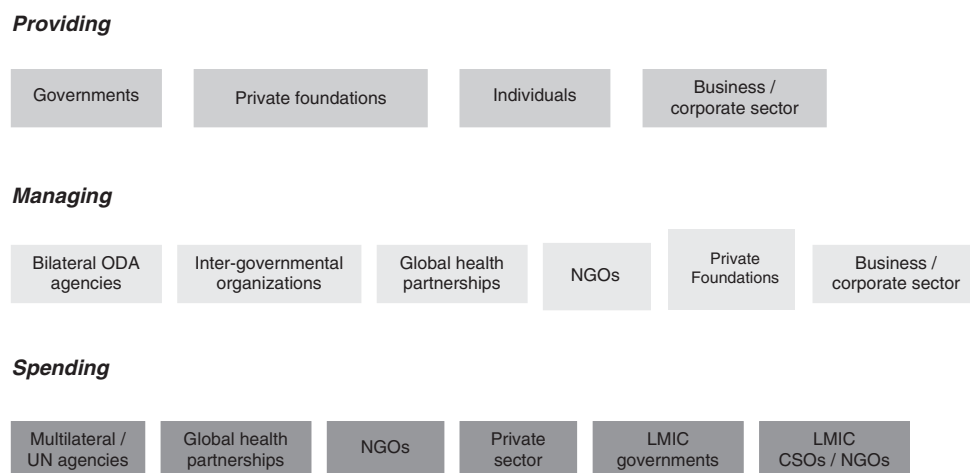 Providing
Governments
Private foundations
Individuals
Business /
corporate sector
Managing
Bilateral ODA
agencies
Inter-governmental
organizations
Global health
partnerships
NGOs
Private
Foundations
Business /
corporate sector
Spending
Multilateral /
UN agencies
Global health
partnerships
NGOs
Private
sector
LMIC
governments
LMIC
CSOs / NGOs